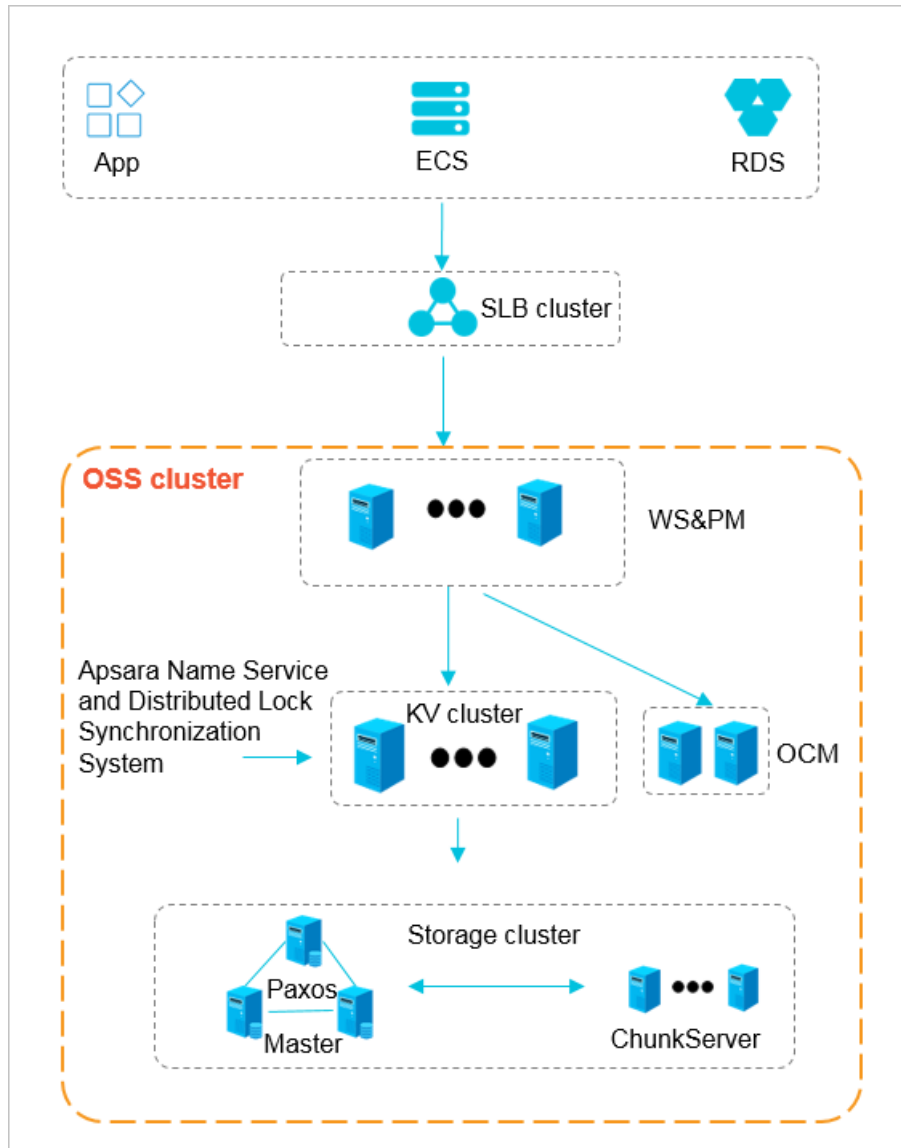 App
ECS
RDS
SLB cluster
OSS cluster
WS&PM
Apsara Name Service
and Distributed Lock
Synchronization
System
KV cluster
OCM
Storage cluster
Paxos
Master
ChunkServer